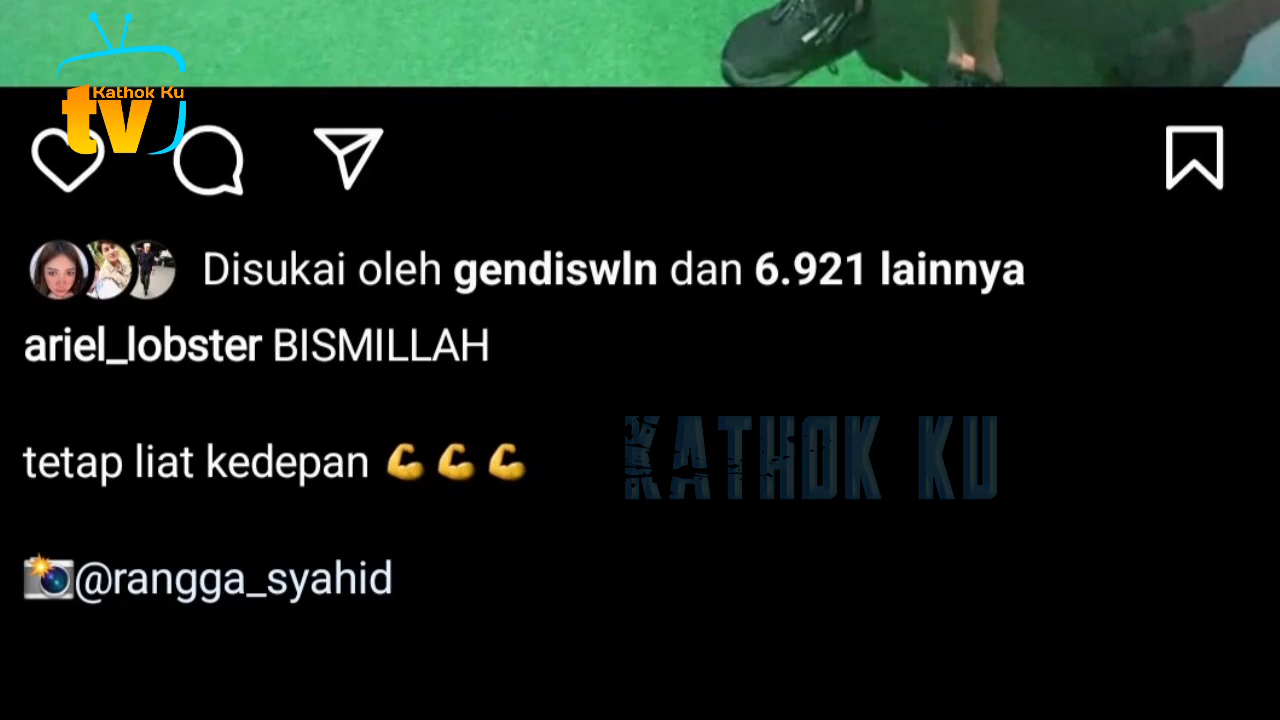 Kathok Ku
tv
Disukai oleh gendiswln dan 6.921 lainnya
ariel_lobster BISMILLAH
tetap liat kedepan 💪💪💪
KATHOK KU
📸@rangga_syahid